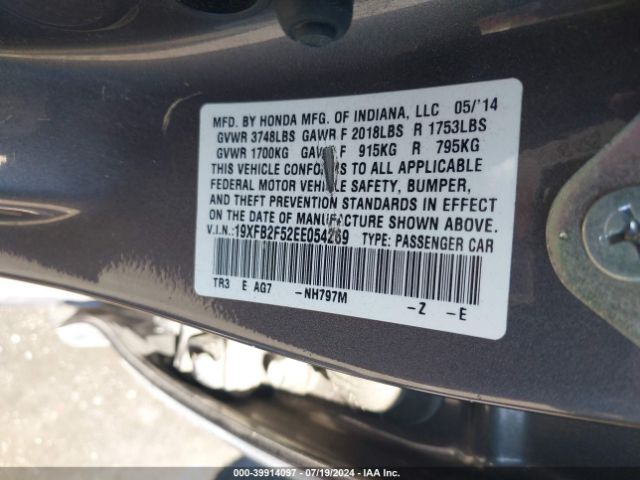 MFD. BY HONDA MFG. OF INDIANA, LLC 05/'14
GVWR 3748LBS GAWR F 2018LBS R 1753LBS
GVWR 1700KG GAWR F 915KG R 795KG
THIS VEHICLE CONFORMS TO ALL APPLICABLE
FEDERAL MOTOR VEHICLE SAFETY, BUMPER,
AND THEFT PREVENTION STANDARDS IN EFFECT
ON THE DATE OF MANUFACTURE SHOWN ABOVE.
V.I.N.:19XFB2F52EE054269 TYPE: PASSENGER CAR
TR3 E AG7 -NH797M -Z -E
000-39914097 - 07/19/2024 - IAA Inc.